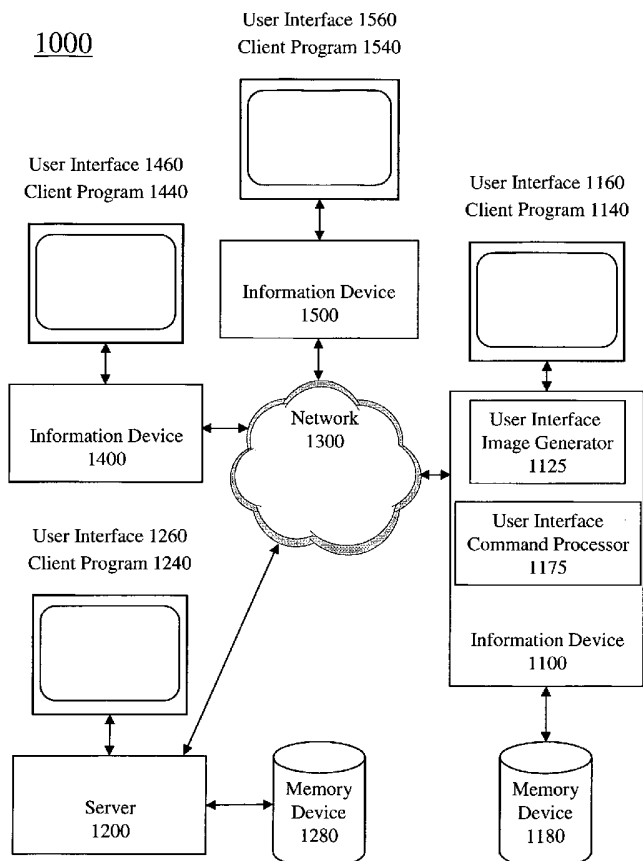 1000
User Interface 1560
Client Program 1540
User Interface 1460
Client Program 1440
User Interface 1160
Client Program 1140
Information Device
1500
Information Device
1400
Network
1300
User Interface
Image Generator
1125
User Interface
Command Processor
1175
Information Device
1100
User Interface 1260
Client Program 1240
Server
1200
Memory
Device
1280
Memory
Device
1180